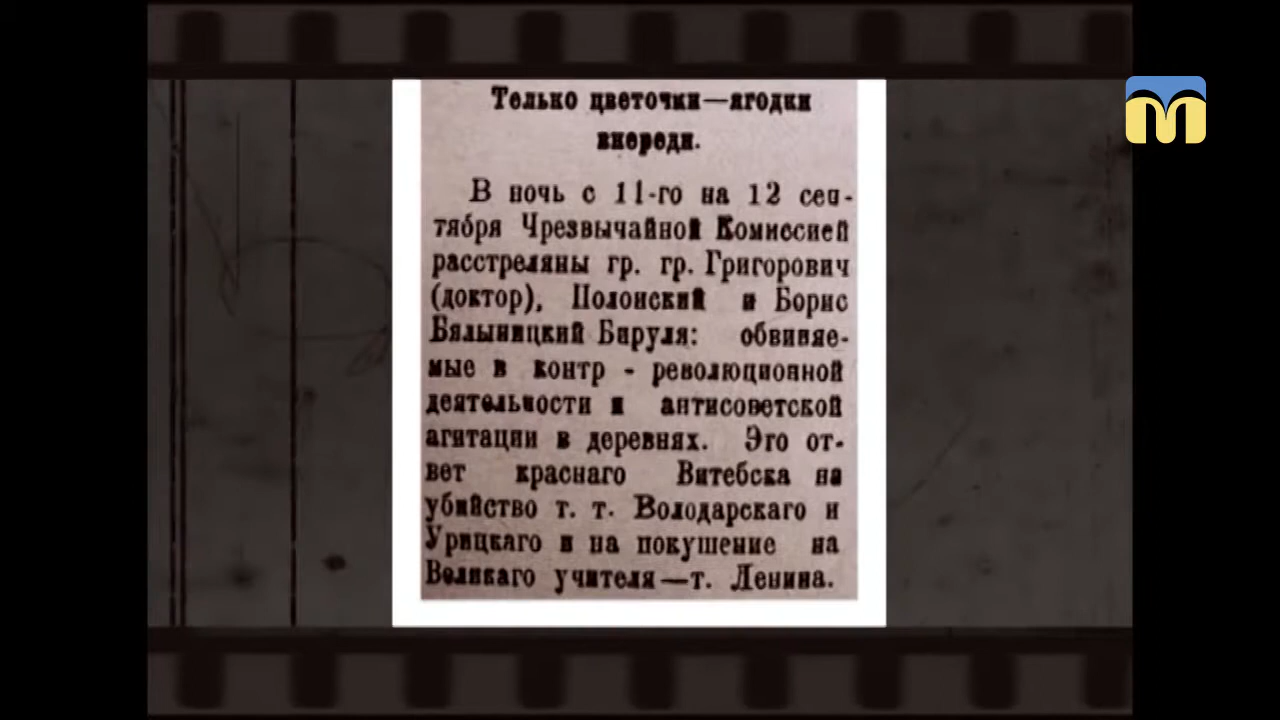 Только цветочки—ягодки
впереди.
В ночь с 11-го на 12 сен-
тября Чрезвычайной Комиссией
расстреляны гр. гр. Григорович
(доктор), Полонский и Борис
Бялыницкий Бируля: обвиняе-
мые в контр - революционной
деятельности и антисоветской
агитации в деревнях. Это от-
вет краснаго Витебска на
убийство т. т. Володарскаго и
Урицкаго и на покушение на
Великаго учителя—т. Ленина.